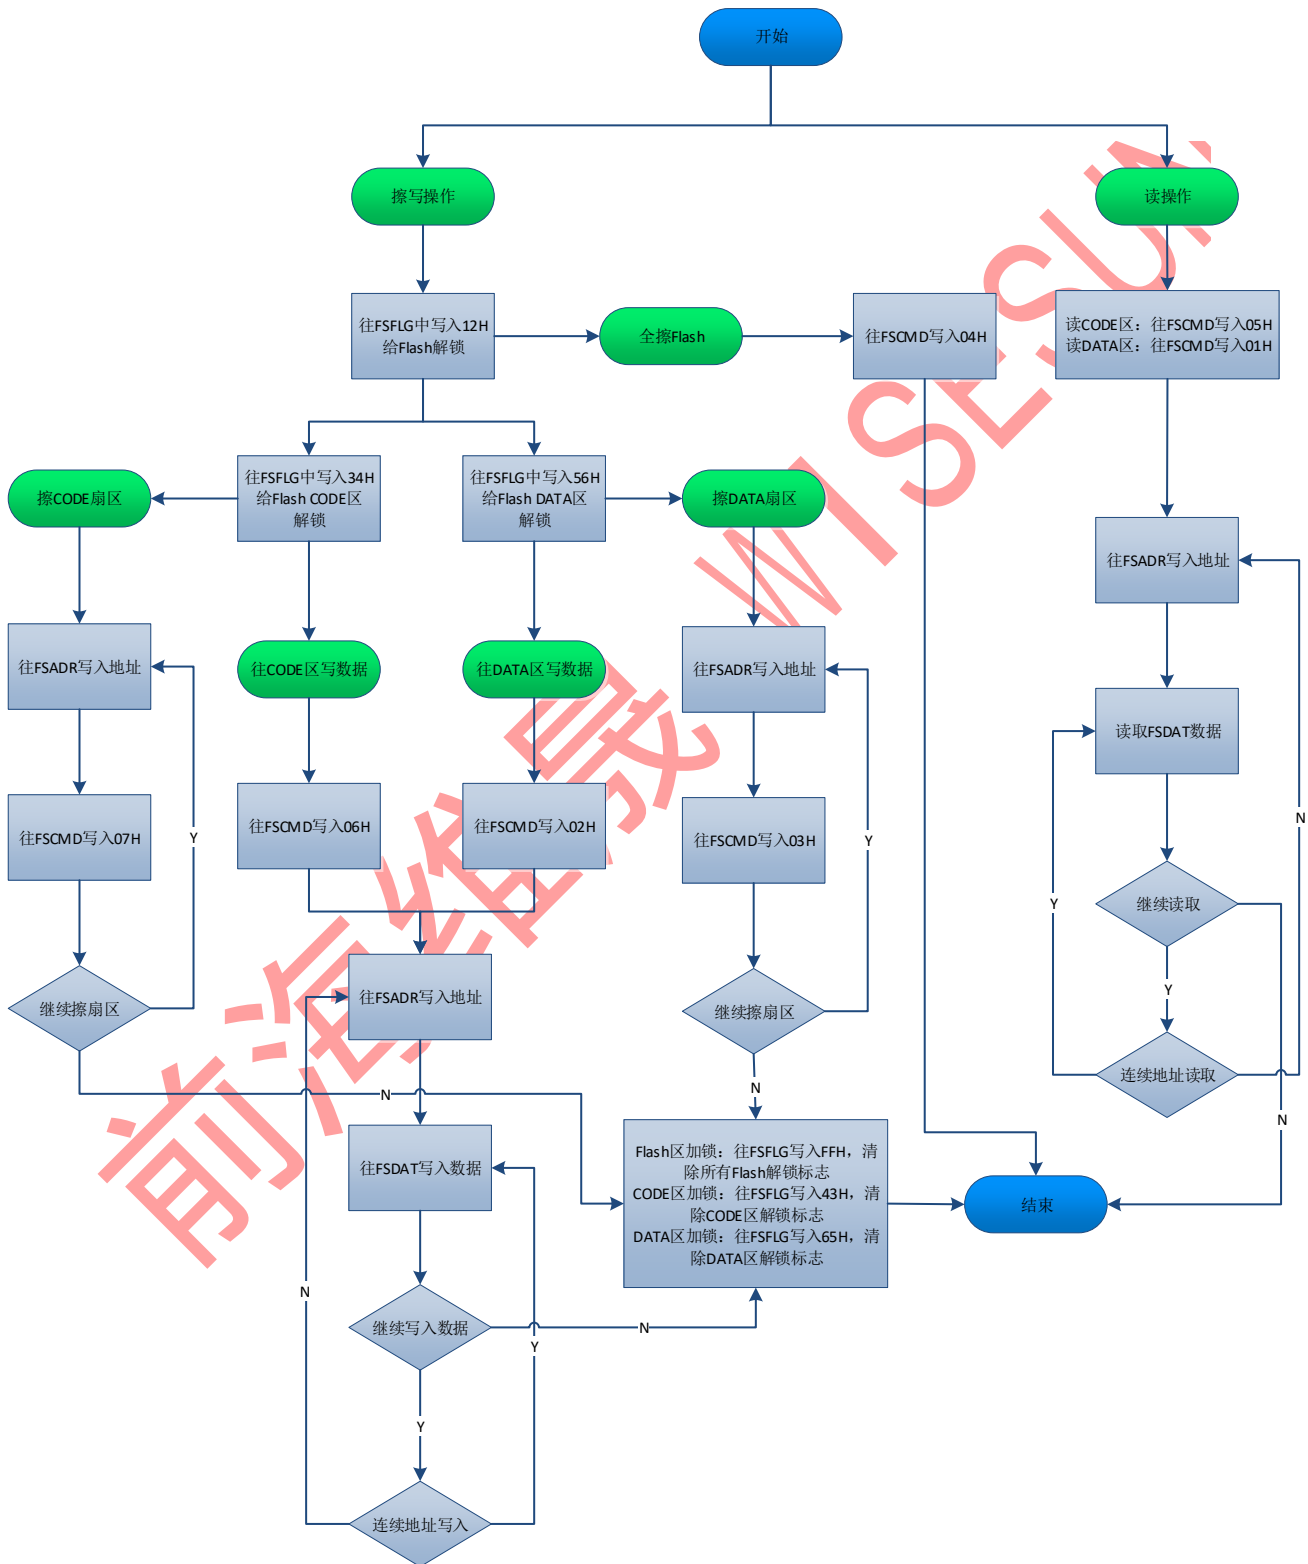 开始
擦写操作
读操作
往FSFLG中写入12H
给Flash解锁
全擦Flash
往FSCMD写入04H
读CODE区：往FSCMD写入05H
读DATA区：往FSCMD写入01H
擦CODE扇区
往FSFLG中写入34H
给Flash CODE区
解锁
往FSFLG中写入56H
给Flash DATA区
解锁
擦DATA扇区
往FSADR写入地址
往FSADR写入地址
往CODE区写数据
往DATA区写数据
往FSADR写入地址
读取FSDAT数据
往FSCMD写入07H
Y
往FSCMD写入06H
往FSCMD写入02H
往FSCMD写入03H
Y
N
继续读取
Y
Y
继续擦扇区
往FSADR写入地址
继续擦扇区
连续地址读取
N
N
N
往FSDAT写入数据
Flash区加锁：往FSFLG写入FFH，清
除所有Flash解锁标志
CODE区加锁：往FSFLG写入43H，清
除CODE区解锁标志
DATA区加锁：往FSFLG写入65H，清
除DATA区解锁标志
结束
N
继续写入数据
N
Y
Y
连续地址写入
前海维晟 WISESUN